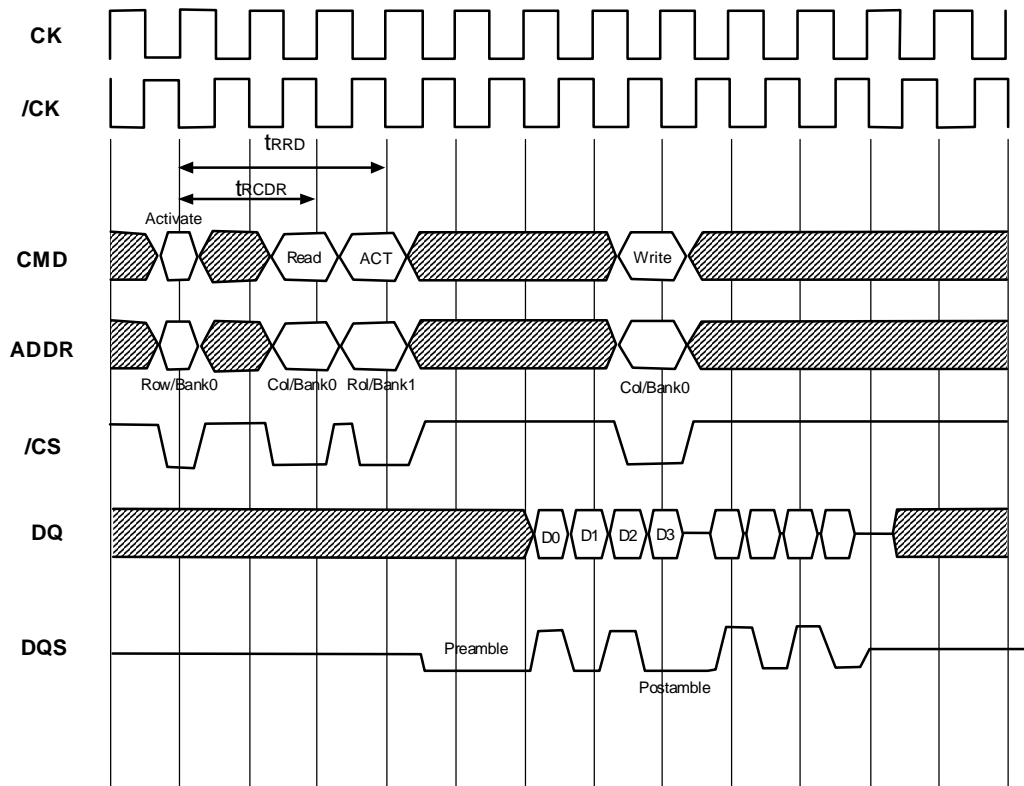 CK
/CK
tRRD
tRCDR
Activate
CMD
Read
ACT
Write
ADDR
Row/Bank0
Col/Bank0
Rol/Bank1
Col/Bank0
/CS
DQ
D0
D1
D2
D3
DQS
Preamble
Postamble